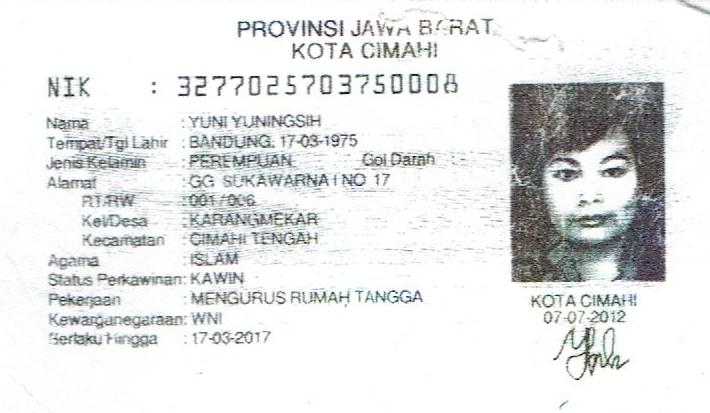 PROVINSI JAWA BARAT
KOTA CIMAHI
NIK : 3277025703750008
Nama : YUNI YUNINGSIH
Tempat/Tgl Lahir : BANDUNG, 17-03-1975
Jenis Kelamin : PEREMPUAN Gol Darah : -
Alamat : GG SUKAWARNA I NO 17
RT/RW : 001/006
Kel/Desa : KARANGMEKAR
Kecamatan : CIMAHI TENGAH
Agama : ISLAM
Status Perkawinan: KAWIN
Pekerjaan : MENGURUS RUMAH TANGGA
Kewarganegaraan: WNI
Berlaku Hingga : 17-03-2017
KOTA CIMAHI
07-07-2012